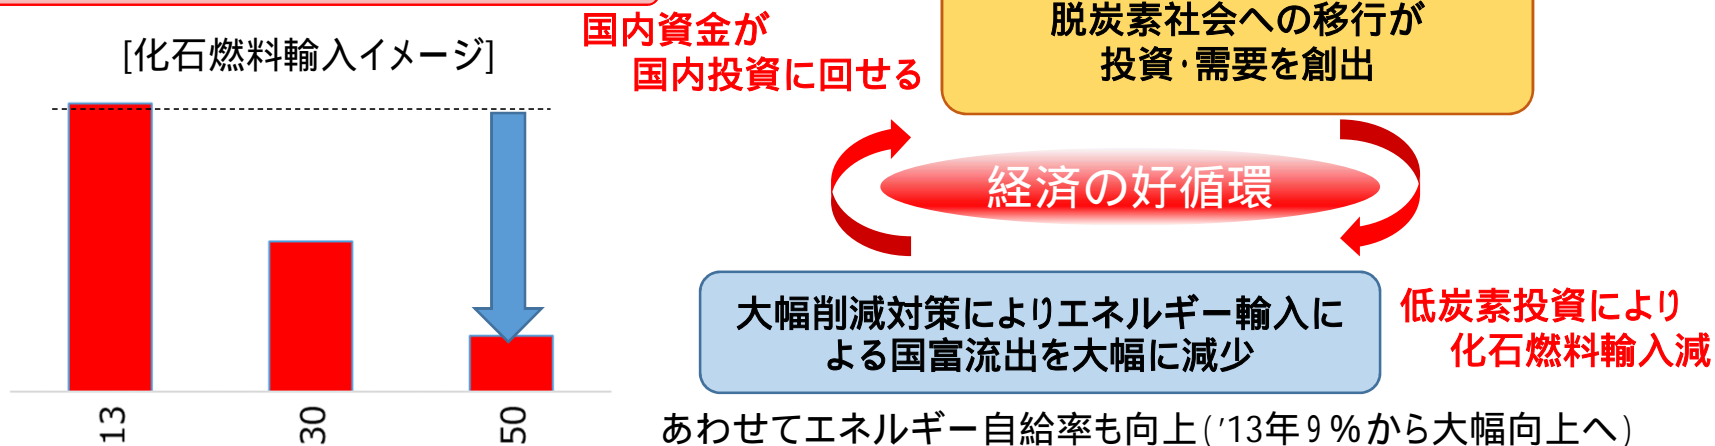 [化石燃料輸入イメージ]
13
30
50
国内資金が
国内投資に回せる
脱炭素社会への移行が
投資・需要を創出
経済の好循環
大幅削減対策によりエネルギー輸入に
よる国富流出を大幅に減少
低炭素投資により
化石燃料輸入減
あわせてエネルギー自給率も向上('13年9%から大幅向上へ)